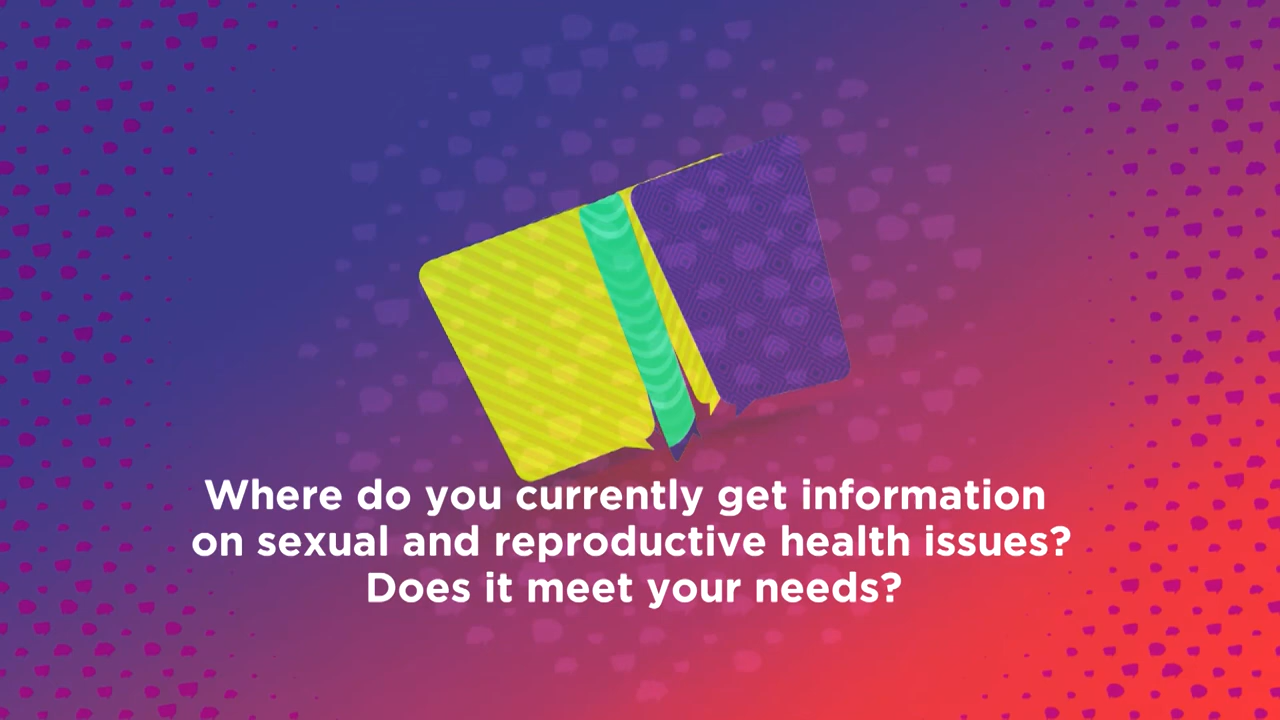 Where do you currently get information
on sexual and reproductive health issues?
Does it meet your needs?